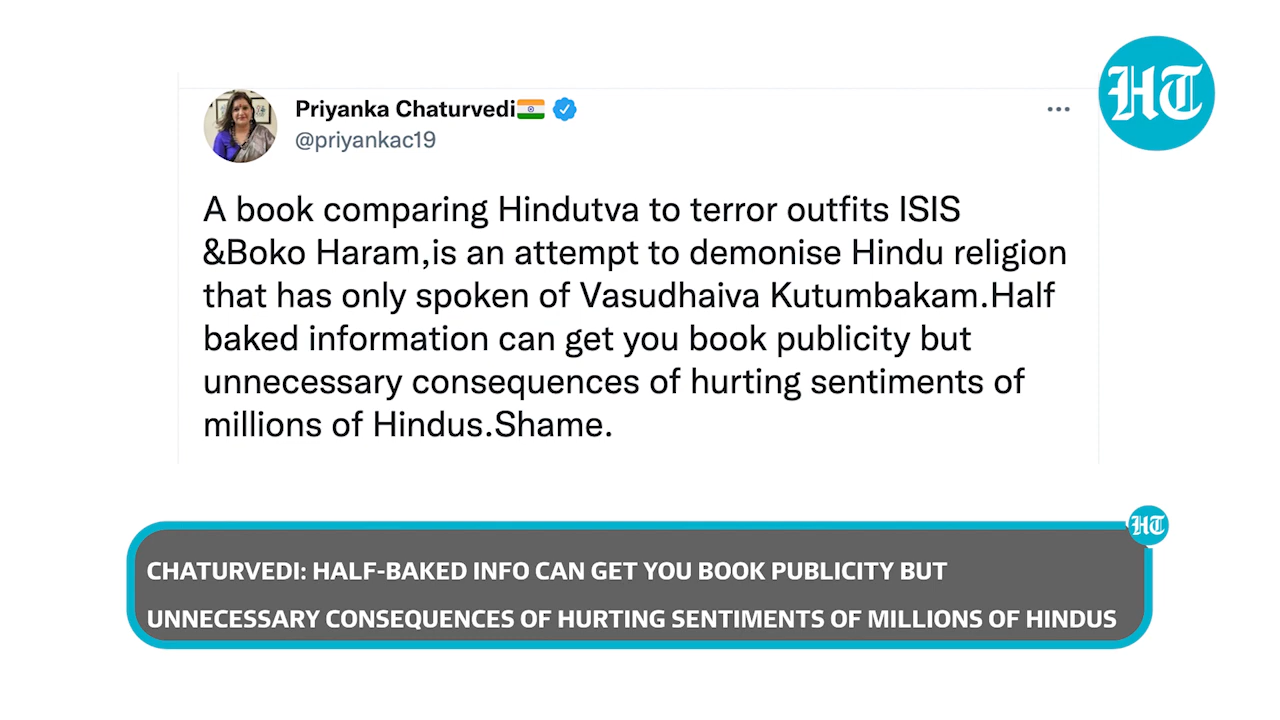 HT
Priyanka Chaturvedi
@priyankac19
A book comparing Hindutva to terror outfits ISIS
&Boko Haram,is an attempt to demonise Hindu religion
that has only spoken of Vasudhaiva Kutumbakam.Half
baked information can get you book publicity but
unnecessary consequences of hurting sentiments of
millions of Hindus.Shame.
HT
CHATURVEDI: HALF-BAKED INFO CAN GET YOU BOOK PUBLICITY BUT
UNNECESSARY CONSEQUENCES OF HURTING SENTIMENTS OF MILLIONS OF HINDUS